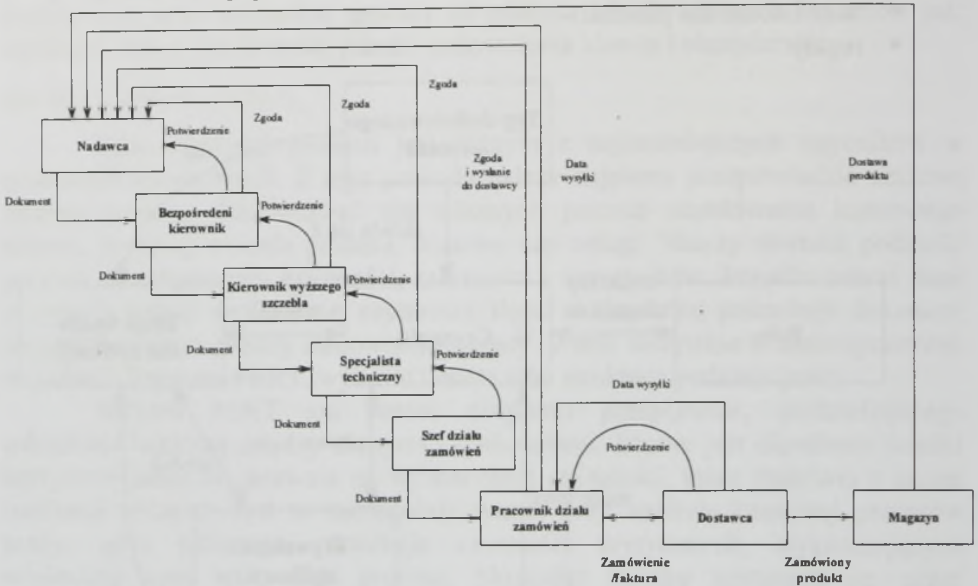 Zgoda
Zgoda
Zgoda
Potwierdzenie
Nadawca
Zgoda
i wysłanie
do dostawcy
Data
wysyłki
Dostawa
produktu
Dokument
Potwierdzenie
Bezpośredeni
kierownik
Dokument
Potwierdzenie
Kierownik wyższego
szczebla
Dokument
Potwierdzenie
Specjalista
techniczny
Data wysyłki
Dokument
Szef działu
zamówień
Potwierdzenie
Dokument
Pracownik działu
zamówień
Dostawca
Magazyn
Zamówienie
/faktura
Zamówiony
produkt